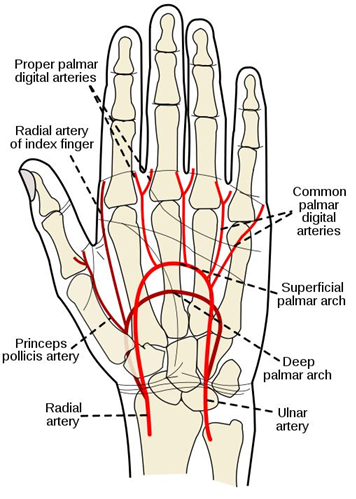 Proper palmar
digital arteries
Radial artery
of index finger
Common
palmar
digital
arteries
Superficial
palmar arch
Princeps
pollicis artery
Deep
palmar arch
Radial
artery
Ulnar
artery